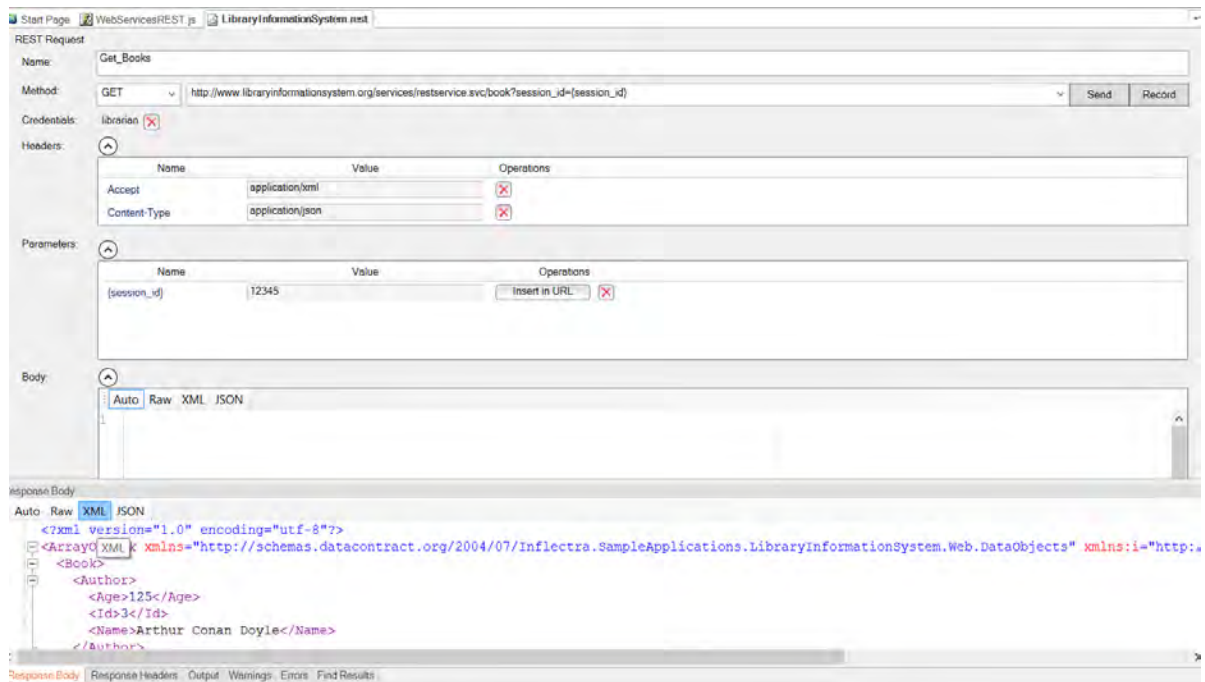 Start Page WebServicesREST.js LibraryInformationSystem.rest
REST Request
Name: Get_Books
Method: GET http://www.libraryinformationsystem.org/services/restservice.svc/book?session_id={session_id} Send Record
Credentials: librarian
Headers:
Name Value Operations
Accept application/xml
Content-Type application/json
Parameters:
Name Value Operations
{session_id} 12345 Insert in URL
Body:
Auto Raw XML JSON
1
esponse Body
Auto Raw XML JSON
<?xml version="1.0" encoding="utf-8"?>
<ArrayO XML k xmlns="http://schemas.datacontract.org/2004/07/Inflectra.SampleApplications.LibraryInformationSystem.Web.DataObjects" xmlns:i="http:
<Book>
<Author>
<Age>125</Age>
<Id>3</Id>
<Name>Arthur Conan Doyle</Name>
</Author>
Response Body Response Headers Output Warnings Errors Find Results